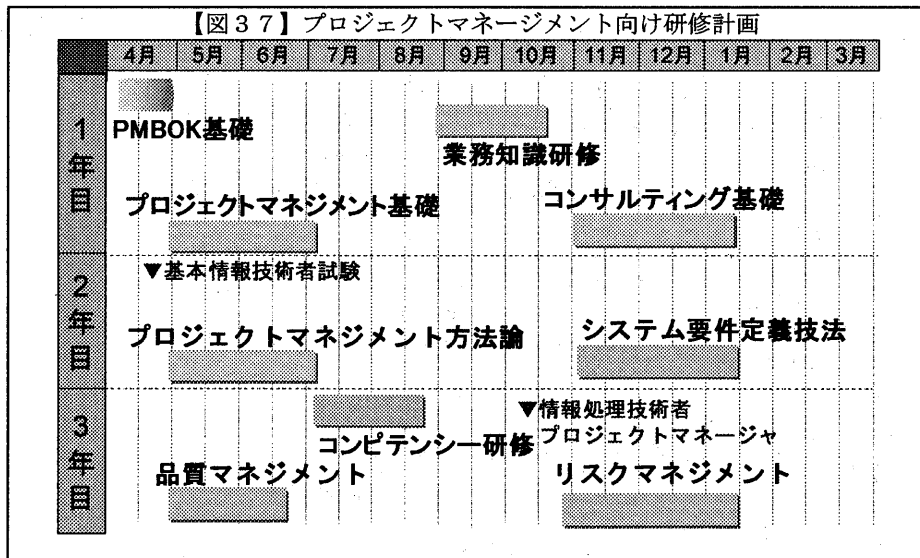 【図３７】プロジェクトマネージメント向け研修計画
4月 5月 6月 7月 8月 9月 10月 11月 12月 1月 2月 3月
1年目
PMBOK基礎
業務知識研修
プロジェクトマネジメント基礎
コンサルティング基礎
2年目
▼基本情報技術者試験
プロジェクトマネジメント方法論
システム要件定義技法
3年目
▼情報処理技術者
プロジェクトマネージャ
コンピテンシー研修
品質マネジメント
リスクマネジメント